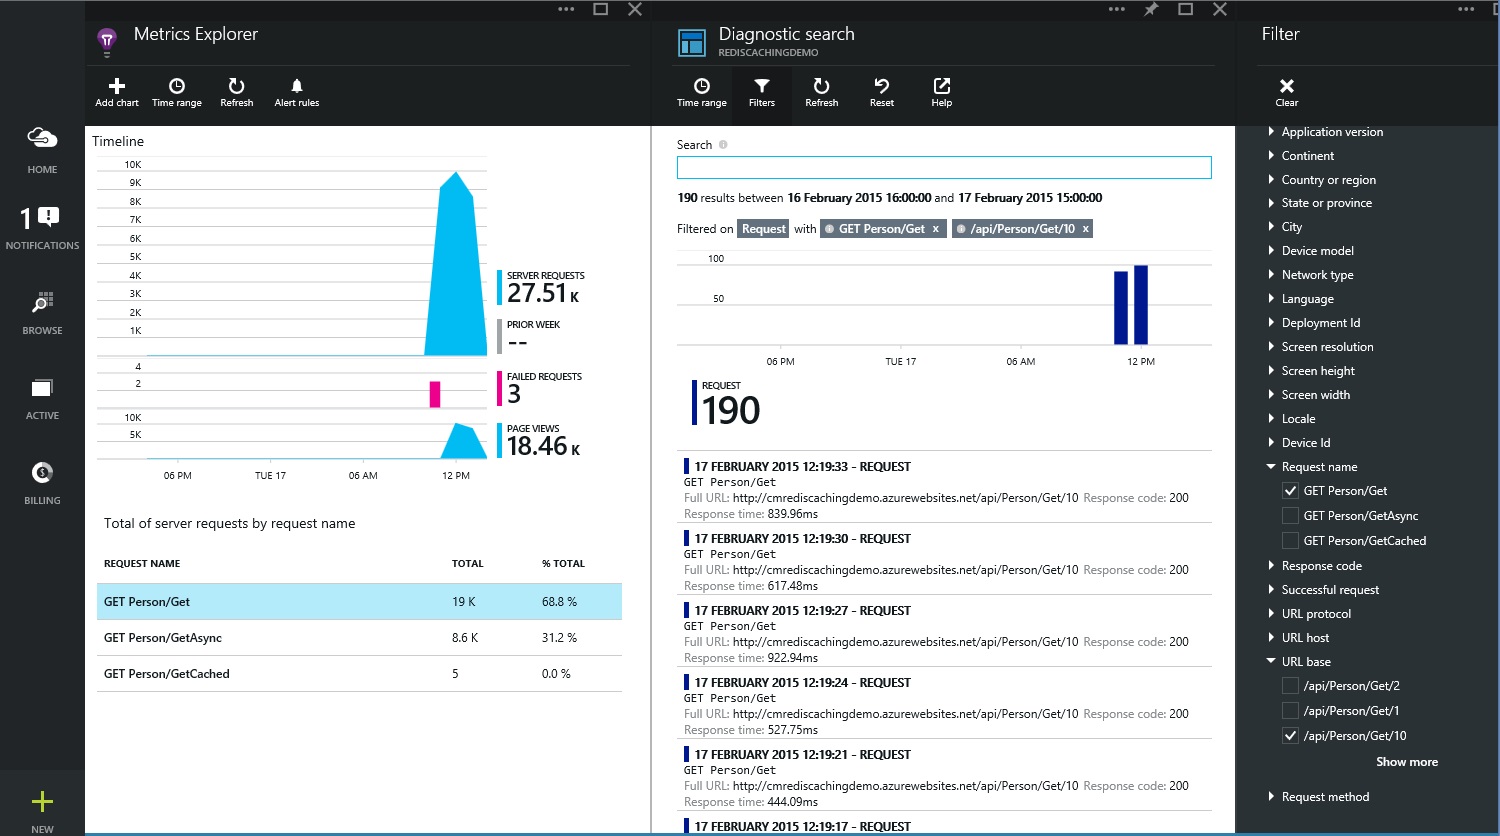 HOME
1
NOTIFICATIONS
BROWSE
ACTIVE
BILLING
NEW
Metrics Explorer
Add chart
Time range
Refresh
Alert rules
Timeline
10K
9K
8K
7K
6K
5K
4K
3K
2K
1K
4
2
10K
5K
06 PM
TUE 17
06 AM
12 PM
SERVER REQUESTS
27.51 K
PRIOR WEEK
--
FAILED REQUESTS
3
PAGE VIEWS
18.46 K
Total of server requests by request name
REQUEST NAME TOTAL % TOTAL
GET Person/Get 19 K 68.8 %
GET Person/GetAsync 8.6 K 31.2 %
GET Person/GetCached 5 0.0 %
Diagnostic search
REDISCACHINGDEMO
Time range
Filters
Refresh
Reset
Help
Search
190 results between 16 February 2015 16:00:00 and 17 February 2015 15:00:00
Filtered on Request with GET Person/Get x /api/Person/Get/10 x
100
50
06 PM
TUE 17
06 AM
12 PM
REQUEST
190
17 FEBRUARY 2015 12:19:33 - REQUEST
GET Person/Get
Full URL: http://cmrediscachingdemo.azurewebsites.net/api/Person/Get/10 Response code: 200
Response time: 839.96ms
17 FEBRUARY 2015 12:19:30 - REQUEST
GET Person/Get
Full URL: http://cmrediscachingdemo.azurewebsites.net/api/Person/Get/10 Response code: 200
Response time: 617.48ms
17 FEBRUARY 2015 12:19:27 - REQUEST
GET Person/Get
Full URL: http://cmrediscachingdemo.azurewebsites.net/api/Person/Get/10 Response code: 200
Response time: 922.94ms
17 FEBRUARY 2015 12:19:24 - REQUEST
GET Person/Get
Full URL: http://cmrediscachingdemo.azurewebsites.net/api/Person/Get/10 Response code: 200
Response time: 527.75ms
17 FEBRUARY 2015 12:19:21 - REQUEST
GET Person/Get
Full URL: http://cmrediscachingdemo.azurewebsites.net/api/Person/Get/10 Response code: 200
Response time: 444.09ms
17 FEBRUARY 2015 12:19:17 - REQUEST
Filter
Clear
Application version
Continent
Country or region
State or province
City
Device model
Network type
Language
Deployment Id
Screen resolution
Screen height
Screen width
Locale
Device Id
Request name
GET Person/Get
GET Person/GetAsync
GET Person/GetCached
Response code
Successful request
URL protocol
URL host
URL base
/api/Person/Get/2
/api/Person/Get/1
/api/Person/Get/10
Show more
Request method